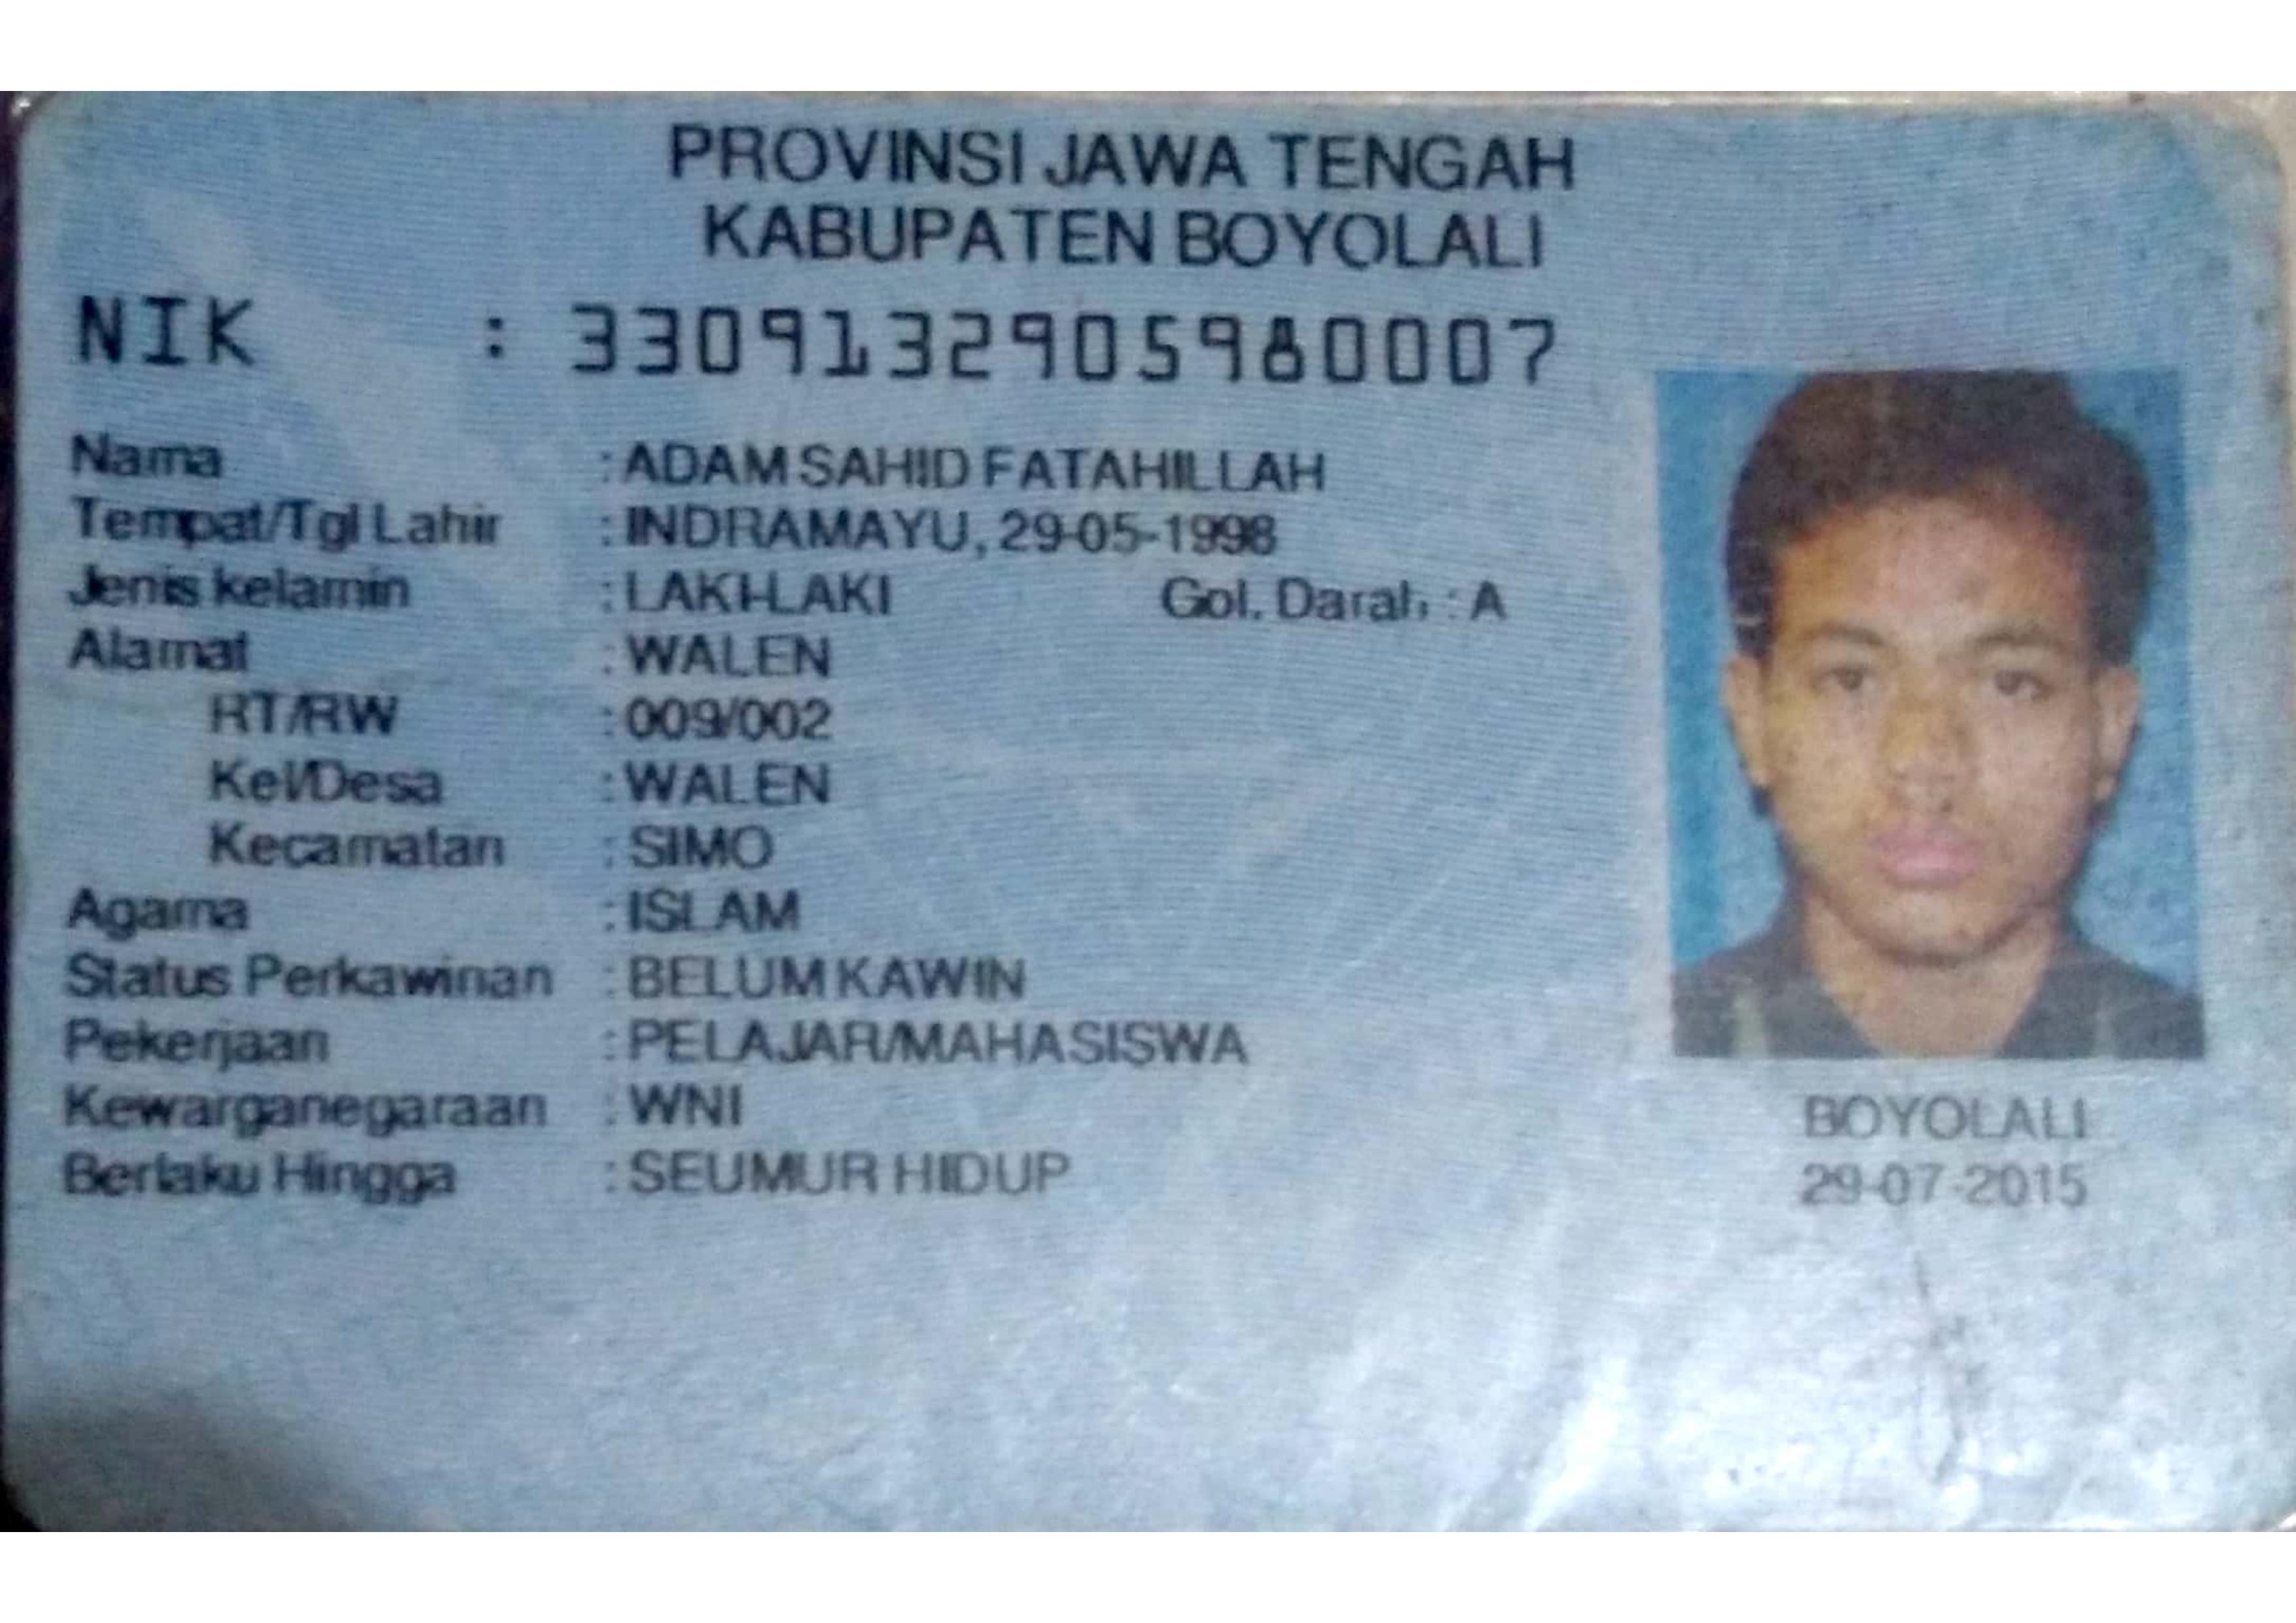 PROVINSI JAWA TENGAH
KABUPATEN BOYOLALI
NIK : 3309132905980007
Nama : ADAM SAHID FATAHILLAH
Tempat/Tgl Lahir : INDRAMAYU, 29-05-1998
Jenis kelamin : LAKI-LAKI Gol. Darah : A
Alamat : WALEN
RT/RW : 009/002
Kel/Desa : WALEN
Kecamatan : SIMO
Agama : ISLAM
Status Perkawinan : BELUM KAWIN
Pekerjaan : PELAJAR/MAHASISWA
Kewarganegaraan : WNI
Berlaku Hingga : SEUMUR HIDUP
BOYOLALI
29-07-2015